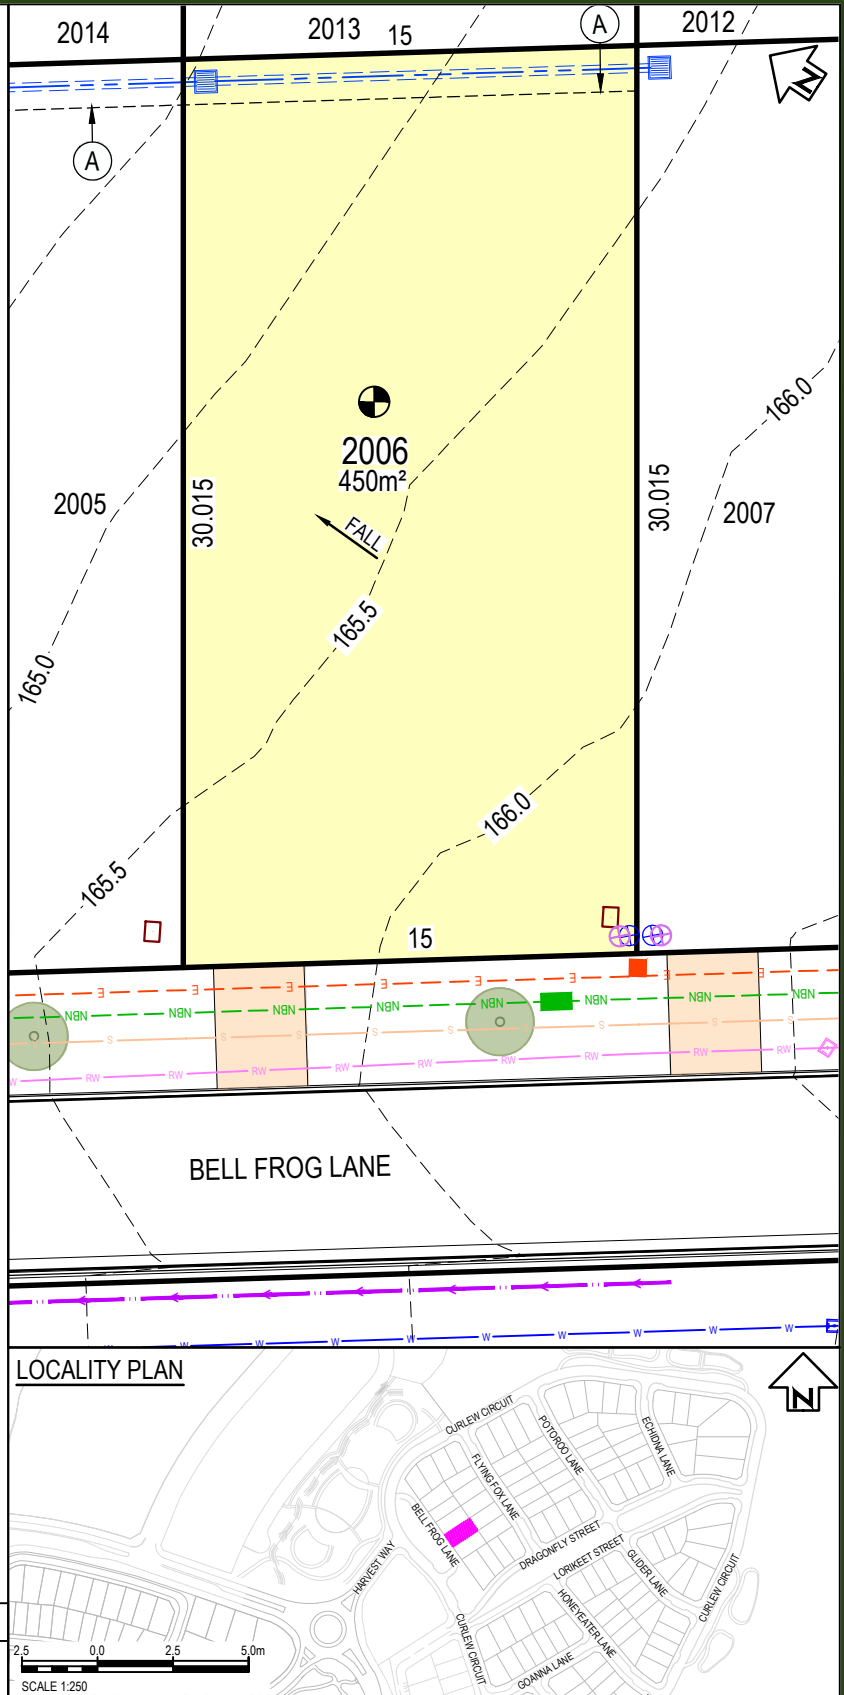 2014
2013
15
2012
A
N
A
166.0
2006
450m²
2005
30.015
30.015
2007
FALL
165.5
165.0
166.0
165.5
15
E E E E E E E
NBN NBN NBN NBN NBN NBN NBN NBN
S S S S S S S
W RW RW RW RW RW RW RW RW RW
BELL FROG LANE
W W W W W W W W W
LOCALITY PLAN
N
CURLEW CIRCUIT
POTOROO LANE
ECHIDNA LANE
FLYING FOX LANE
BELL FROG LANE
DRAGONFLY STREET
HARVEST WAY
LORIKEET STREET
GLIDER LANE
CURLEW CIRCUIT
HONEYEATER LANE
CURLEW CIRCUIT
GOANNA LANE
2.5 0.0 2.5 5.0m
SCALE 1:250